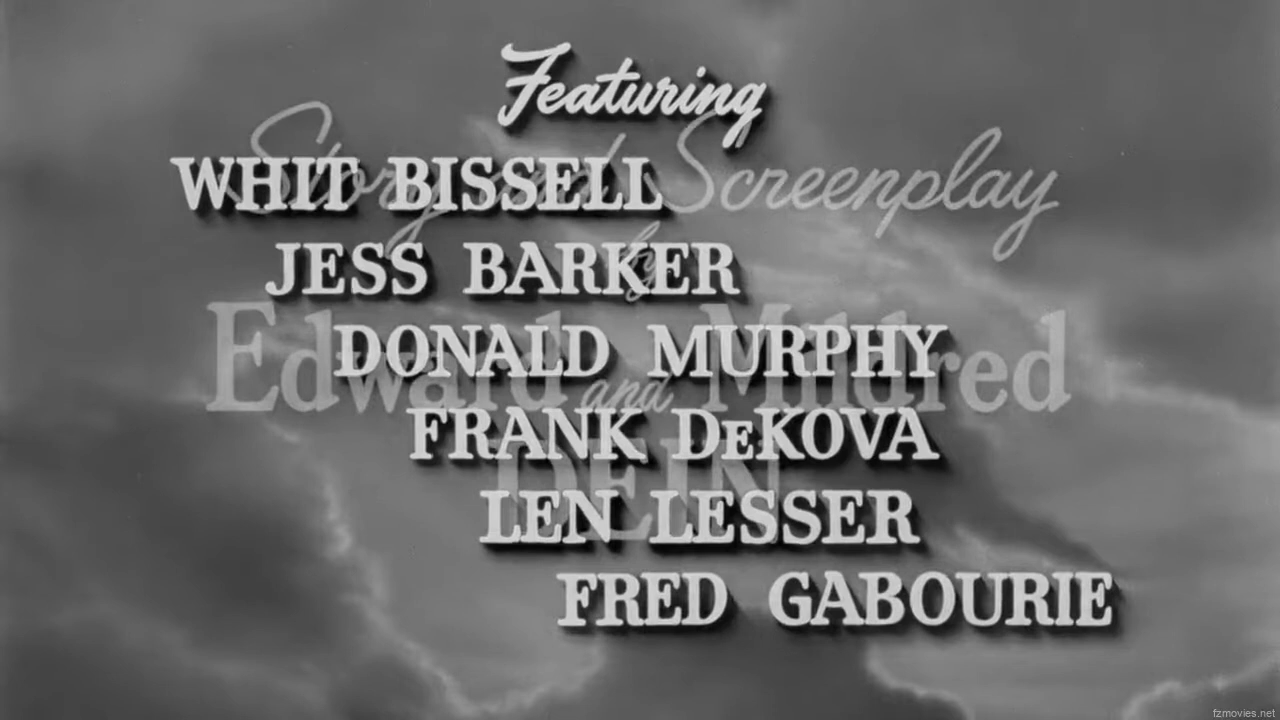 Featuring
WHIT BISSELL
JESS BARKER
DONALD MURPHY
FRANK DeKOVA
LEN LESSER
FRED GABOURIE
Story and Screenplay
by
Edward and Mildred
DEIN
fzmovies.net